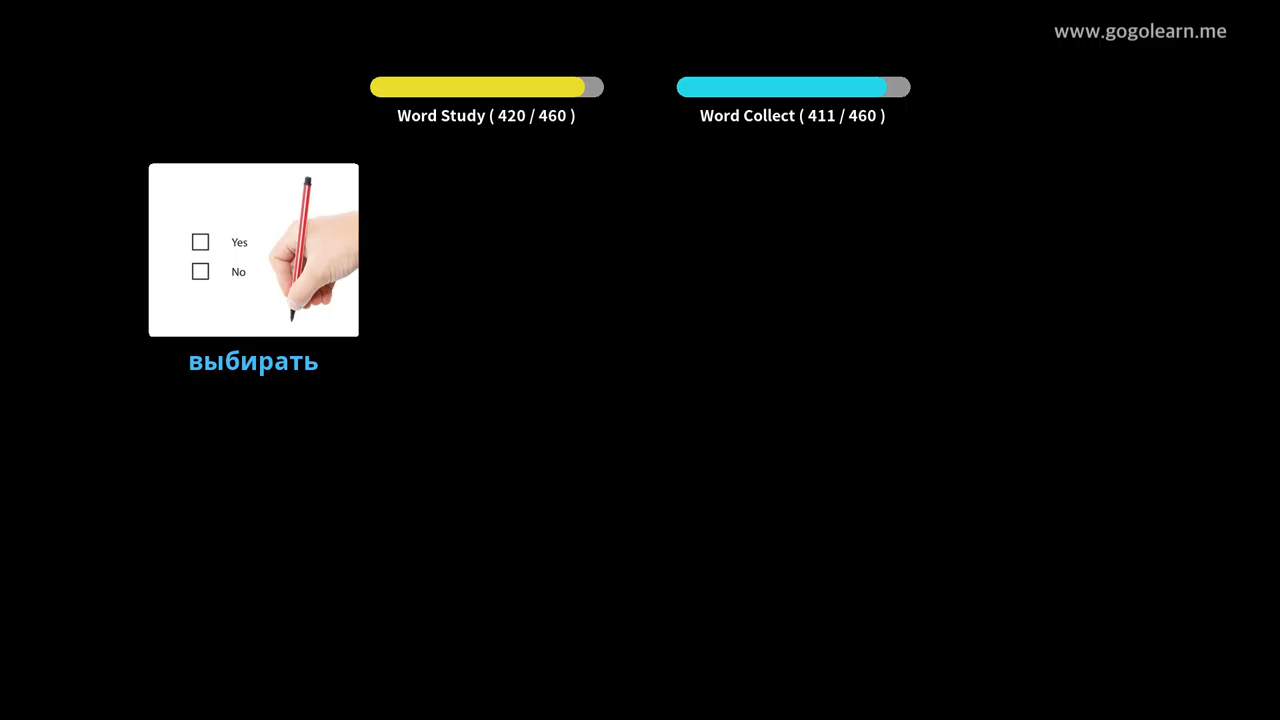 www.gogolearn.me
Word Study ( 420 / 460 )
Word Collect ( 411 / 460 )
Yes
No
выбирать